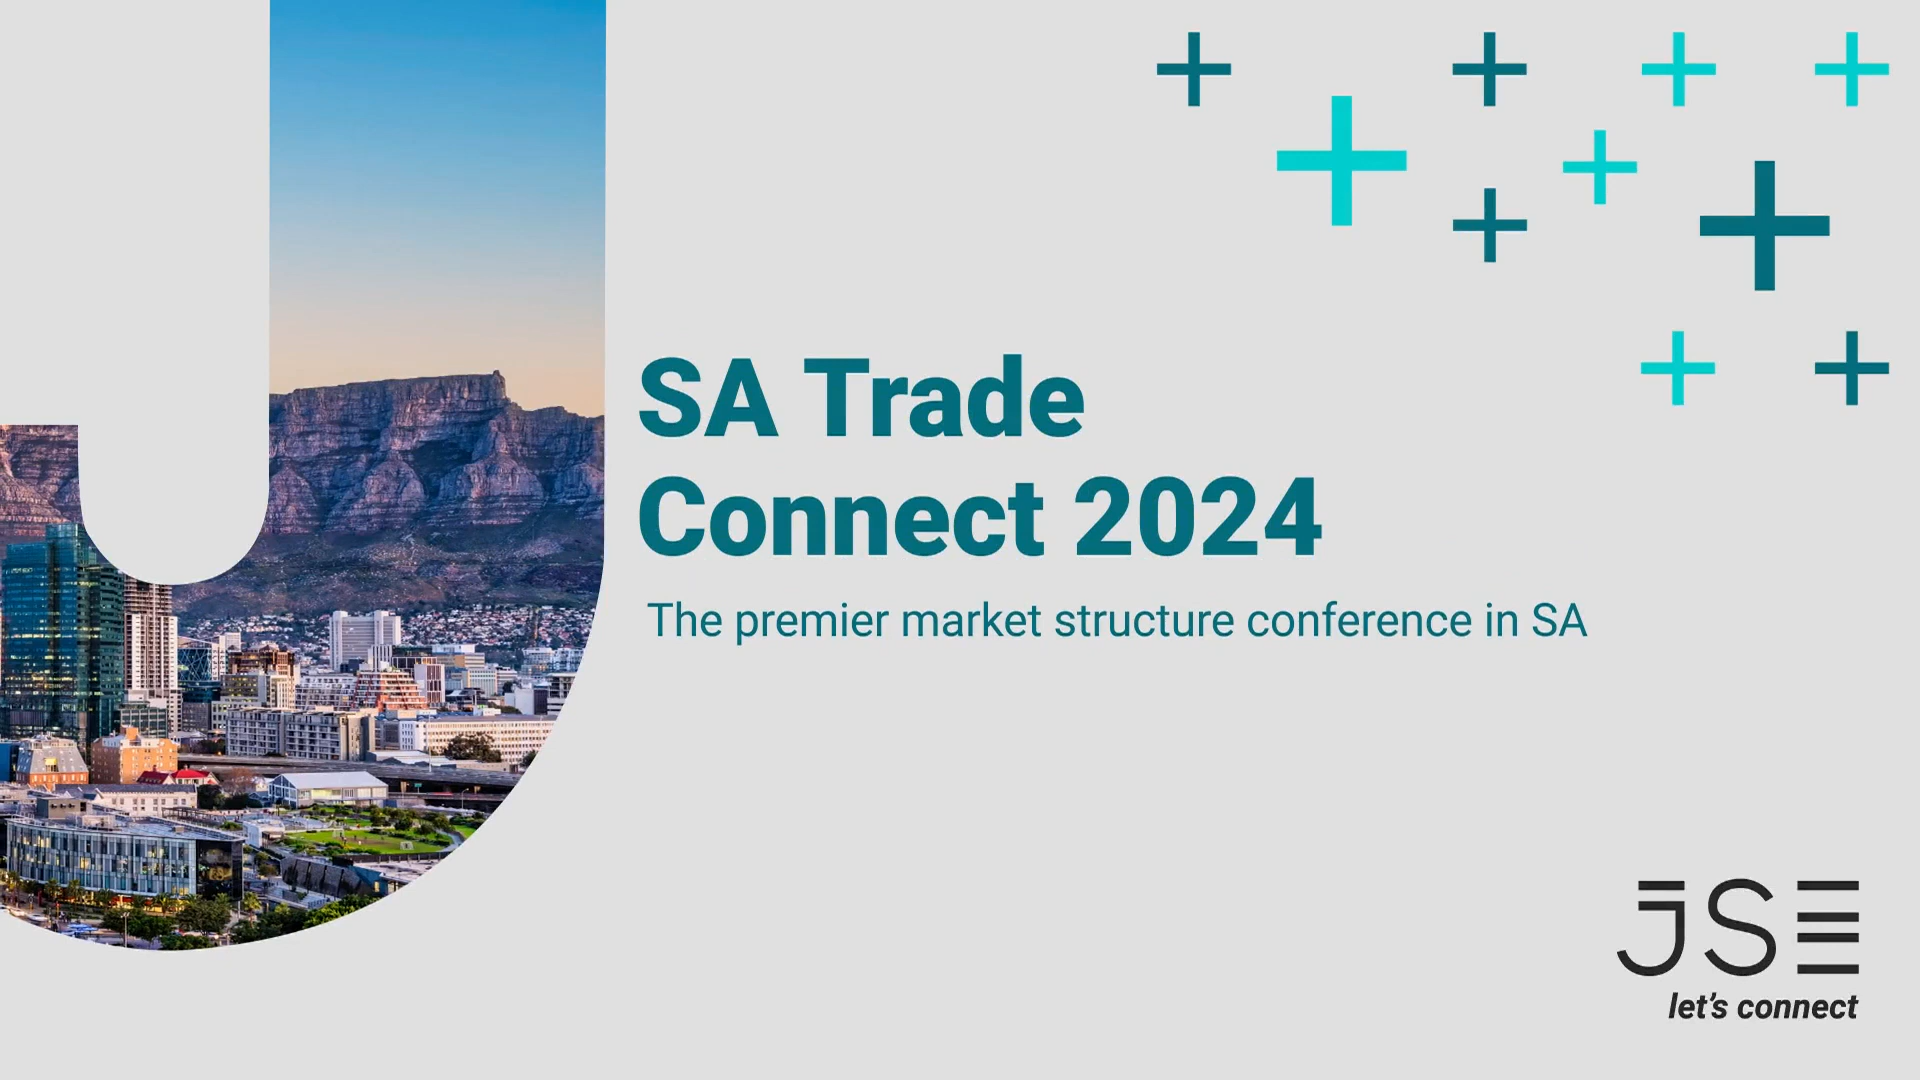 SA Trade
Connect 2024
The premier market structure conference in SA
JSE
let's connect